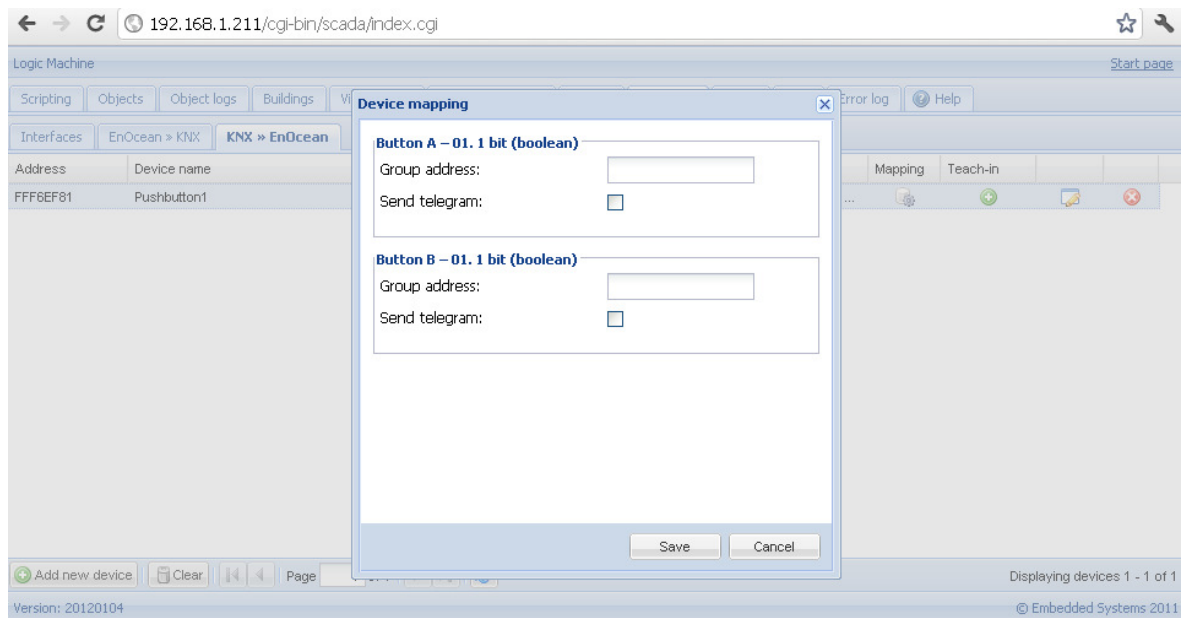 192.168.1.211/cgi-bin/scada/index.cgi
Logic Machine Start page
Scripting Objects Object logs Buildings Error log Help
Interfaces EnOcean » KNX KNX » EnOcean
Address Device name Mapping Teach-in
FFF6EF81 Pushbutton1 ...
Device mapping
Button A – 01. 1 bit (boolean)
Group address:
Send telegram:
Button B – 01. 1 bit (boolean)
Group address:
Send telegram:
Save Cancel
Add new device Clear Page Displaying devices 1 - 1 of 1
Version: 20120104 © Embedded Systems 2011